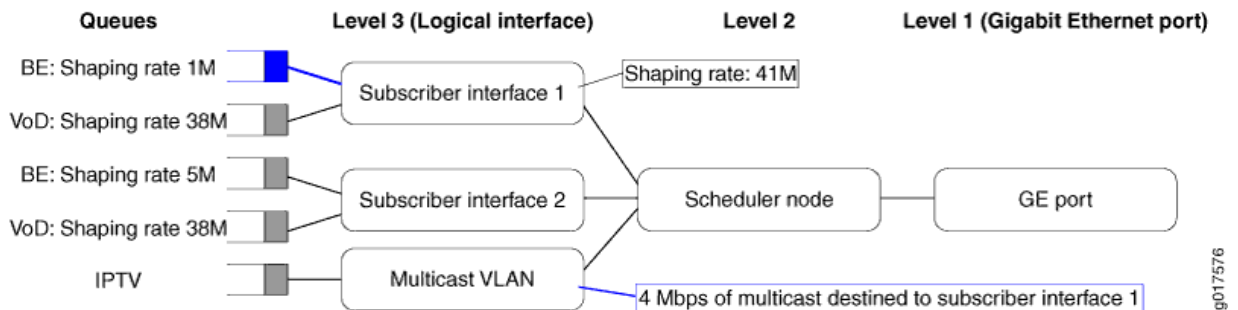 Queues
Level 3 (Logical interface)
Level 2
Level 1 (Gigabit Ethernet port)
BE: Shaping rate 1M
Subscriber interface 1
Shaping rate: 41M
VoD: Shaping rate 38M
BE: Shaping rate 5M
Subscriber interface 2
Scheduler node
GE port
VoD: Shaping rate 38M
IPTV
Multicast VLAN
4 Mbps of multicast destined to subscriber interface 1
g017576